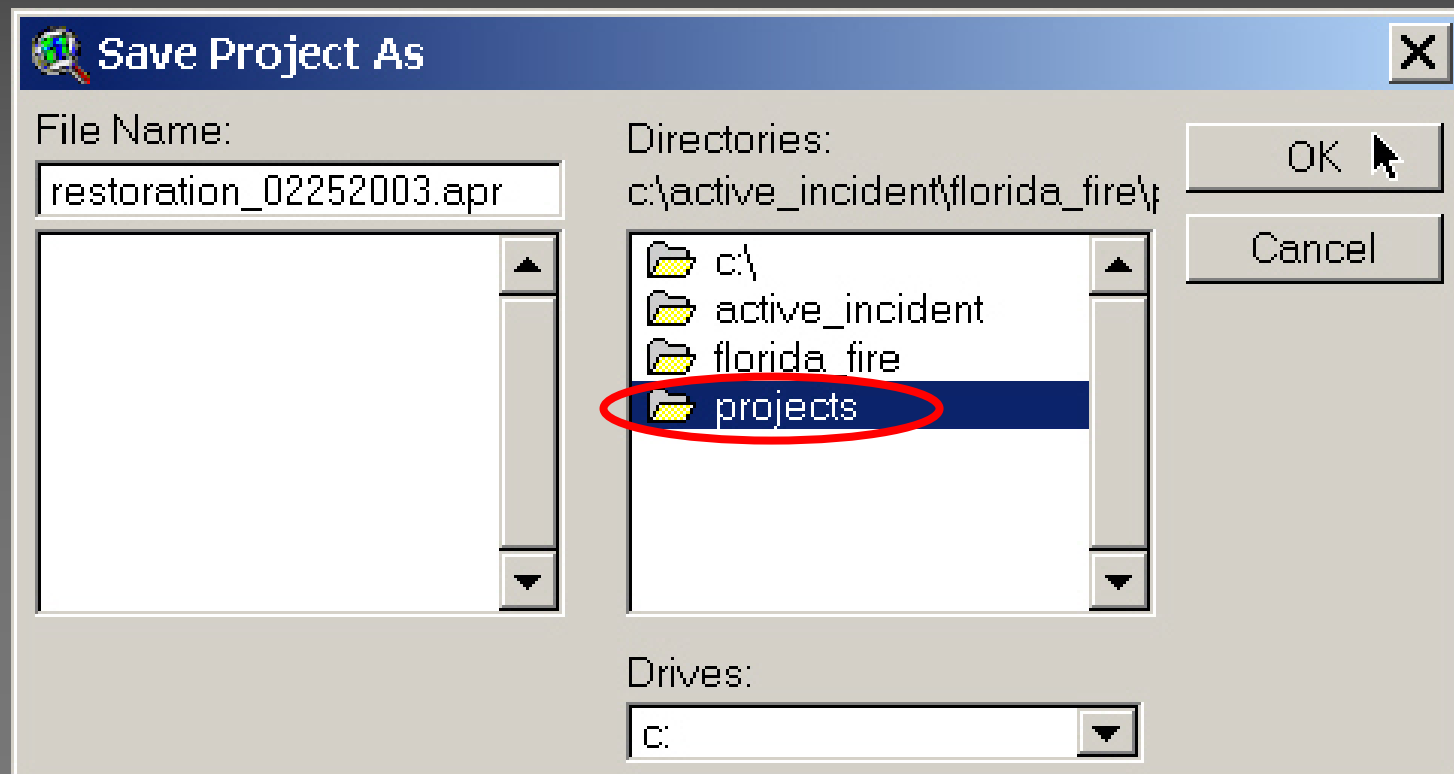 Save Project As
File Name:
restoration_02252003.apr
Directories:
c:\active_incident\florida_fire\p
c:\
active_incident
florida_fire
projects
Drives:
c:
OK
Cancel